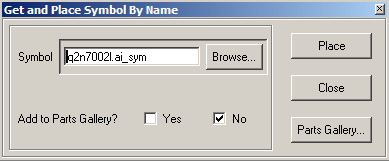 Get and Place Symbol By Name
Symbol q2n7002l.ai_sym Browse... Place
Close
Add to Parts Gallery? Yes No Parts Gallery...